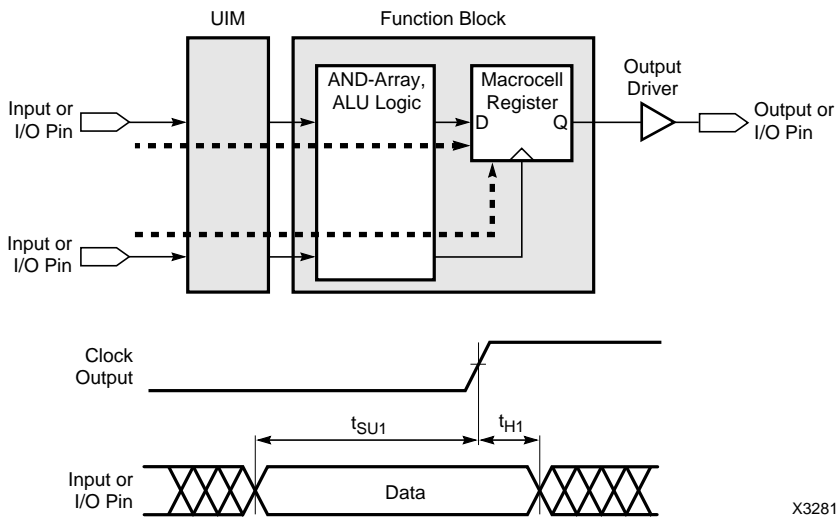 UIM
Function Block
AND-Array,
ALU Logic
Macrocell
Register
D
Q
Output
Driver
Input or
I/O Pin
Output or
I/O Pin
Input or
I/O Pin
Clock
Output
tSU1
tH1
Input or
I/O Pin
Data
X3281